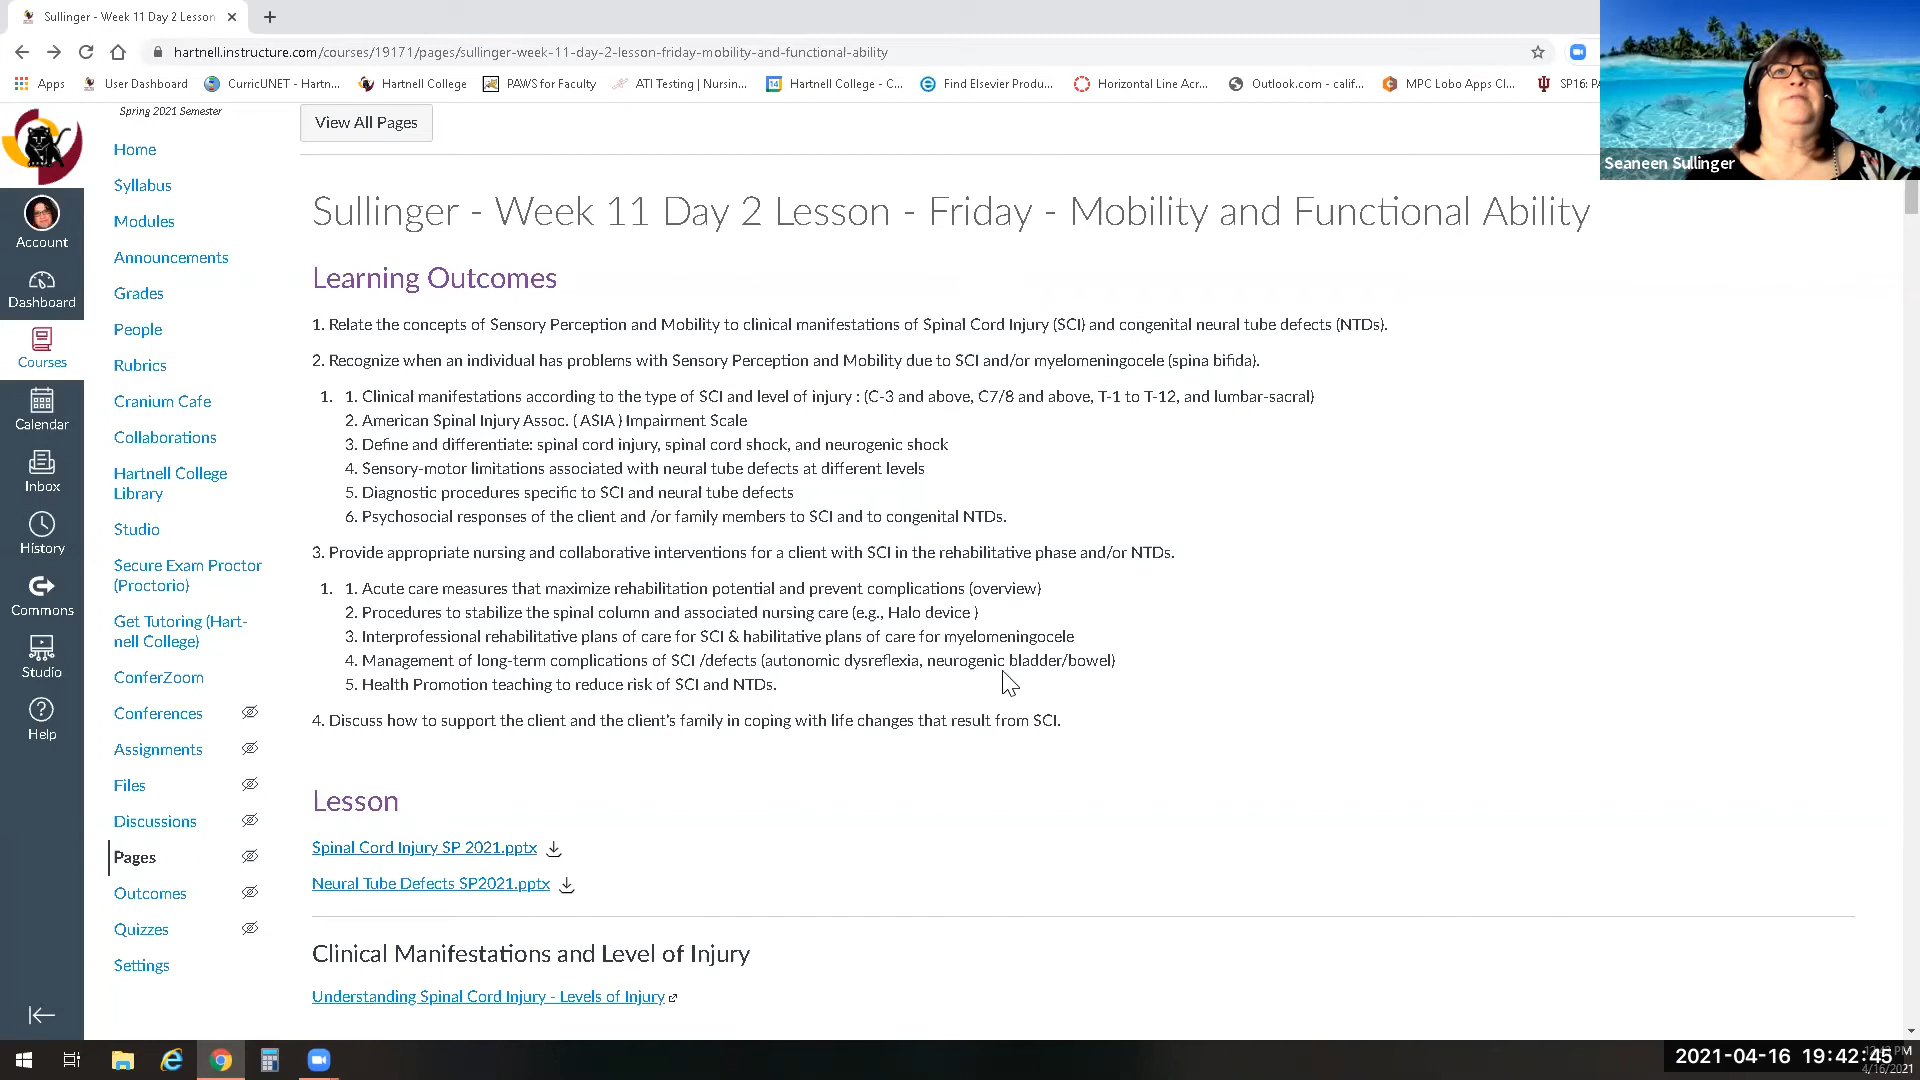 Sullinger - Week 11 Day 2 Lesson
hartnell.instructure.com/courses/19171/pages/sullinger-week-11-day-2-lesson-friday-mobility-and-functional-ability
Apps User Dashboard CurricUNET - Hartn... Hartnell College PAWS for Faculty ATI Testing | Nursin... Hartnell College - C... Find Elsevier Produ... Horizontal Line Acr... Outlook.com - calif... MPC Lobo Apps Cl... SP16:
Seaneen Sullinger
Account
Dashboard
Courses
Calendar
Inbox
History
Commons
Studio
Help
Spring 2021 Semester
Home
Syllabus
Modules
Announcements
Grades
People
Rubrics
Cranium Cafe
Collaborations
Hartnell College
Library
Studio
Secure Exam Proctor
(Proctorio)
Get Tutoring (Hart-
nell College)
ConferZoom
Conferences
Assignments
Files
Discussions
Pages
Outcomes
Quizzes
Settings
View All Pages
Sullinger - Week 11 Day 2 Lesson - Friday - Mobility and Functional Ability
Learning Outcomes
1. Relate the concepts of Sensory Perception and Mobility to clinical manifestations of Spinal Cord Injury (SCI) and congenital neural tube defects (NTDs).
2. Recognize when an individual has problems with Sensory Perception and Mobility due to SCI and/or myelomeningocele (spina bifida).
1. 1. Clinical manifestations according to the type of SCI and level of injury : (C-3 and above, C7/8 and above, T-1 to T-12, and lumbar-sacral)
2. American Spinal Injury Assoc. ( ASIA ) Impairment Scale
3. Define and differentiate: spinal cord injury, spinal cord shock, and neurogenic shock
4. Sensory-motor limitations associated with neural tube defects at different levels
5. Diagnostic procedures specific to SCI and neural tube defects
6. Psychosocial responses of the client and /or family members to SCI and to congenital NTDs.
3. Provide appropriate nursing and collaborative interventions for a client with SCI in the rehabilitative phase and/or NTDs.
1. 1. Acute care measures that maximize rehabilitation potential and prevent complications (overview)
2. Procedures to stabilize the spinal column and associated nursing care (e.g., Halo device )
3. Interprofessional rehabilitative plans of care for SCI & habilitative plans of care for myelomeningocele
4. Management of long-term complications of SCI /defects (autonomic dysreflexia, neurogenic bladder/bowel)
5. Health Promotion teaching to reduce risk of SCI and NTDs.
4. Discuss how to support the client and the client's family in coping with life changes that result from SCI.
Lesson
Spinal Cord Injury SP 2021.pptx
Neural Tube Defects SP2021.pptx
Clinical Manifestations and Level of Injury
Understanding Spinal Cord Injury - Levels of Injury
2021-04-16 19:42:45
4/16/2021